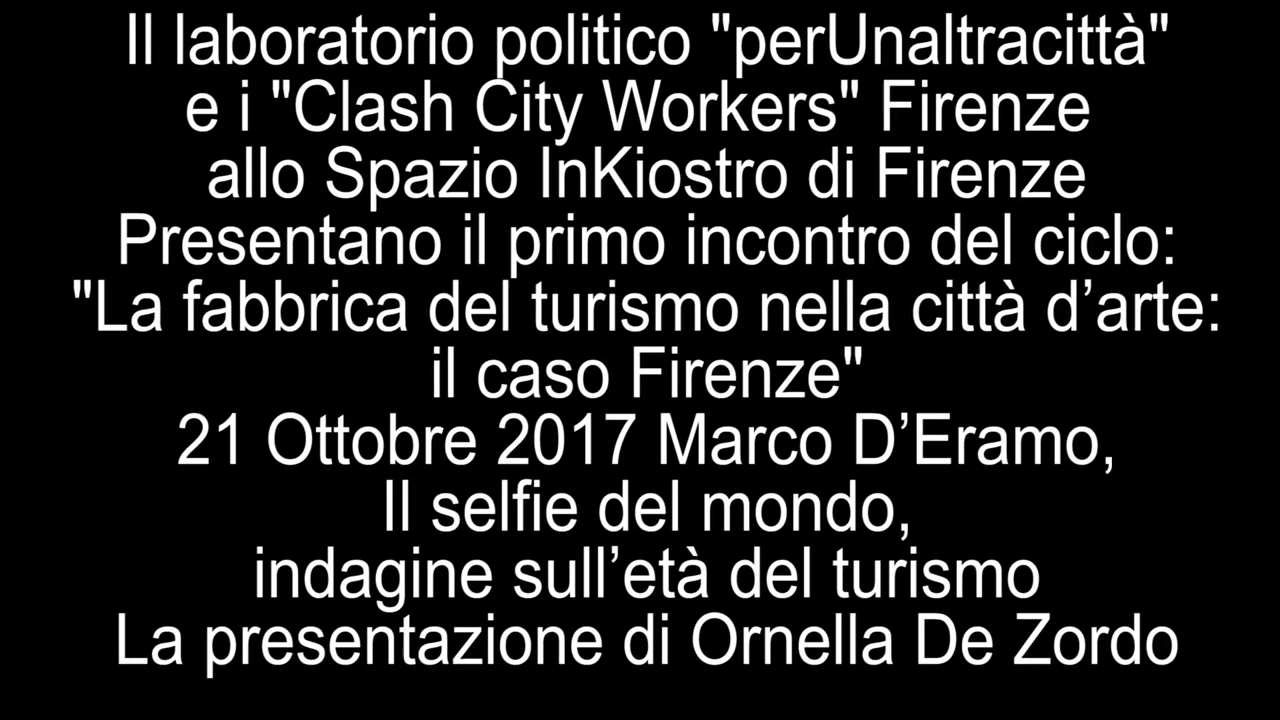 Il laboratorio politico "perUnaltracittà"
e i "Clash City Workers" Firenze
allo Spazio InKiostro di Firenze
Presentano il primo incontro del ciclo:
"La fabbrica del turismo nella città d’arte:
il caso Firenze"
21 Ottobre 2017 Marco D’Eramo,
Il selfie del mondo,
indagine sull’età del turismo
La presentazione di Ornella De Zordo